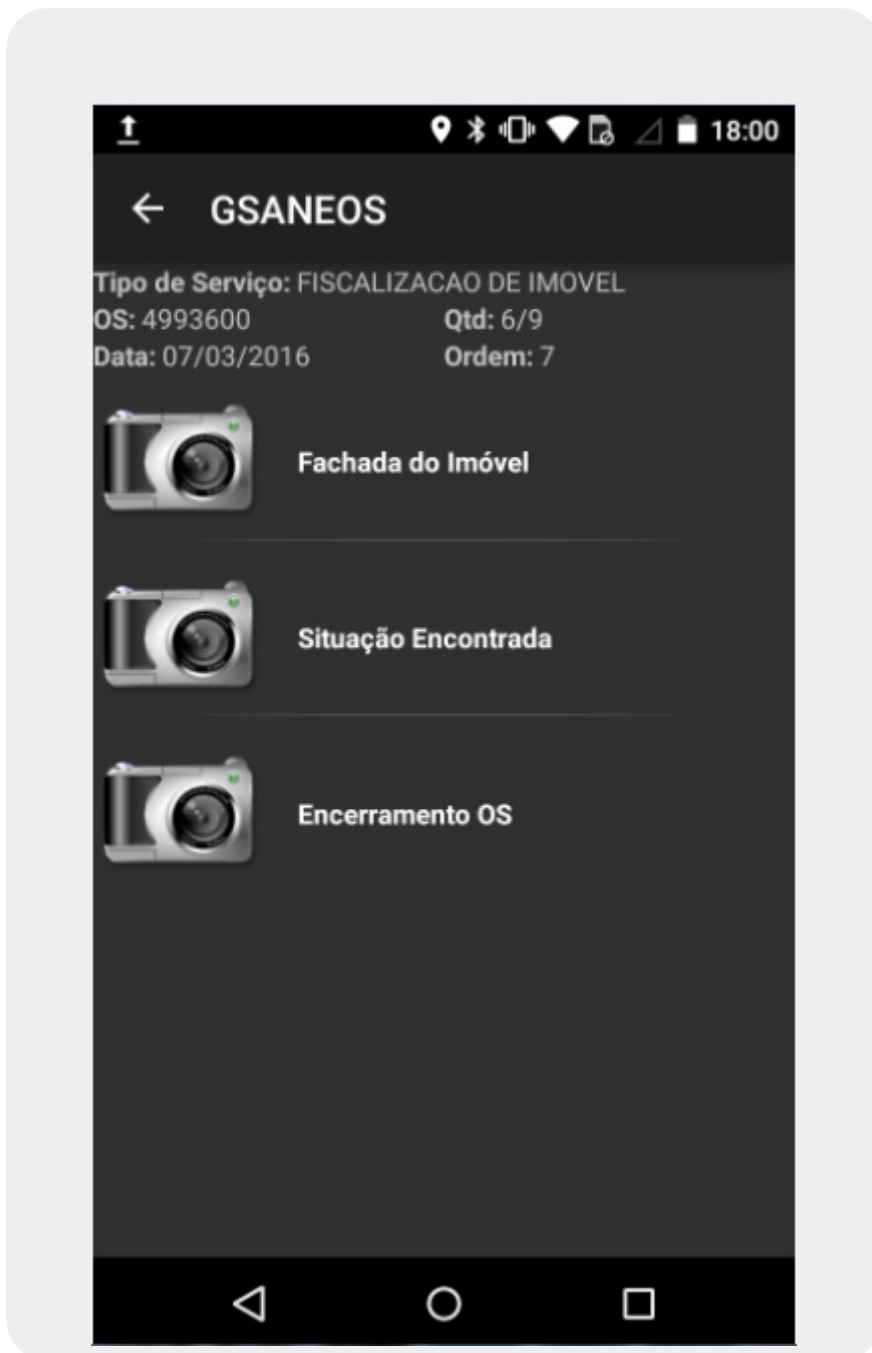 18:00
GSANEOS
Tipo de Serviço: FISCALIZACAO DE IMOVEL
OS: 4993600 Qtd: 6/9
Data: 07/03/2016 Ordem: 7
Fachada do Imóvel
Situação Encontrada
Encerramento OS